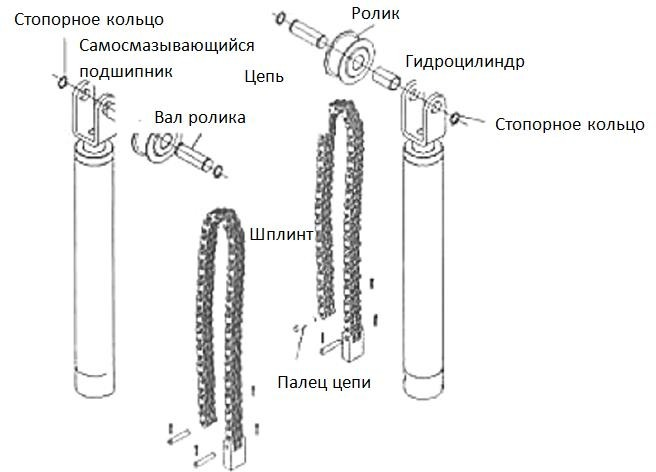 Стопорное кольцо
Ролик
Самосмазывающийся
подшипник
Цепь
Гидроцилиндр
Вал ролика
Стопорное кольцо
Шплинт
Палец цепи